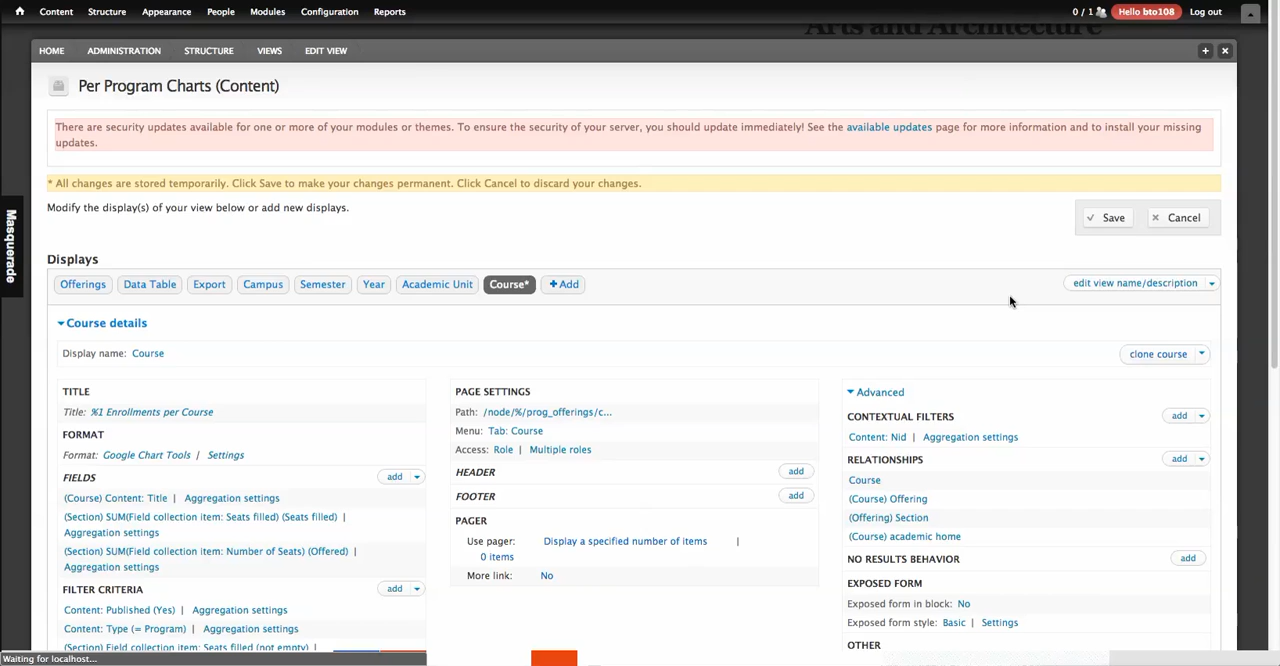 Content Structure Appearance People Modules Configuration Reports 0 / 1 Hello bto108 Log out
Arts and Architecture
HOME ADMINISTRATION STRUCTURE VIEWS EDIT VIEW
Per Program Charts (Content)
There are security updates available for one or more of your modules or themes. To ensure the security of your server, you should update immediately! See the available updates page for more information and to install your missing
updates.
* All changes are stored temporarily. Click Save to make your changes permanent. Click Cancel to discard your changes.
Modify the display(s) of your view below or add new displays.
Save Cancel
Masquerade
Displays
Offerings Data Table Export Campus Semester Year Academic Unit Course* Add
edit view name/description
Course details
Display name: Course
clone course
TITLE
Title: %1 Enrollments per Course
FORMAT
Format: Google Chart Tools | Settings
FIELDS
add
(Course) Content: Title | Aggregation settings
(Section) SUM(Field collection item: Seats filled) (Seats filled) |
Aggregation settings
(Section) SUM(Field collection item: Number of Seats) (Offered) |
Aggregation settings
FILTER CRITERIA
add
Content: Published (Yes) | Aggregation settings
Content: Type (= Program) | Aggregation settings
(Section) Field collection item: Seats filled (not empty) |
PAGE SETTINGS
Path: /node/%/prog_offerings/c...
Menu: Tab: Course
Access: Role | Multiple roles
HEADER
add
FOOTER
add
PAGER
Use pager: Display a specified number of items |
0 items
More link: No
Advanced
CONTEXTUAL FILTERS
add
Content: Nid | Aggregation settings
RELATIONSHIPS
add
Course
(Course) Offering
(Offering) Section
(Course) academic home
NO RESULTS BEHAVIOR
add
EXPOSED FORM
Exposed form in block: No
Exposed form style: Basic | Settings
OTHER
Waiting for localhost...